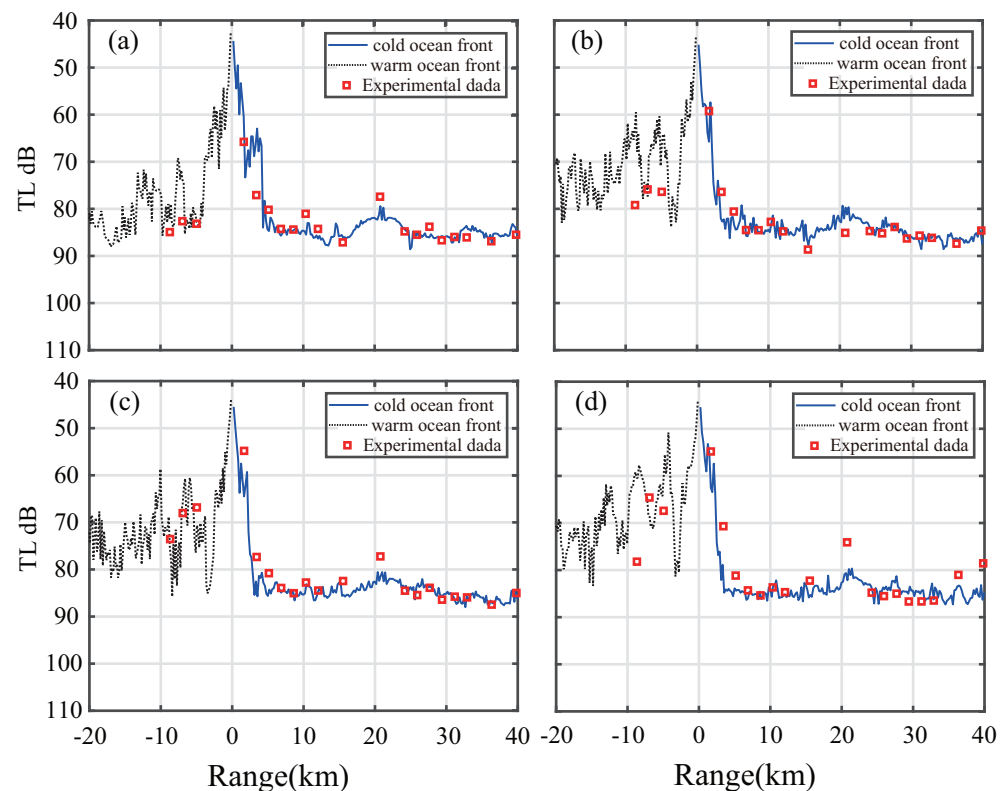 (a)
cold ocean front
warm ocean front
Experimental dada
40
50
60
70
80
90
100
110
TL dB
(b)
cold ocean front
warm ocean front
Experimental dada
(c)
cold ocean front
warm ocean front
Experimental dada
40
50
60
70
80
90
100
110
TL dB
-20 -10 0 10 20 30 40
Range(km)
(d)
cold ocean front
warm ocean front
Experimental dada
-20 -10 0 10 20 30 40
Range(km)